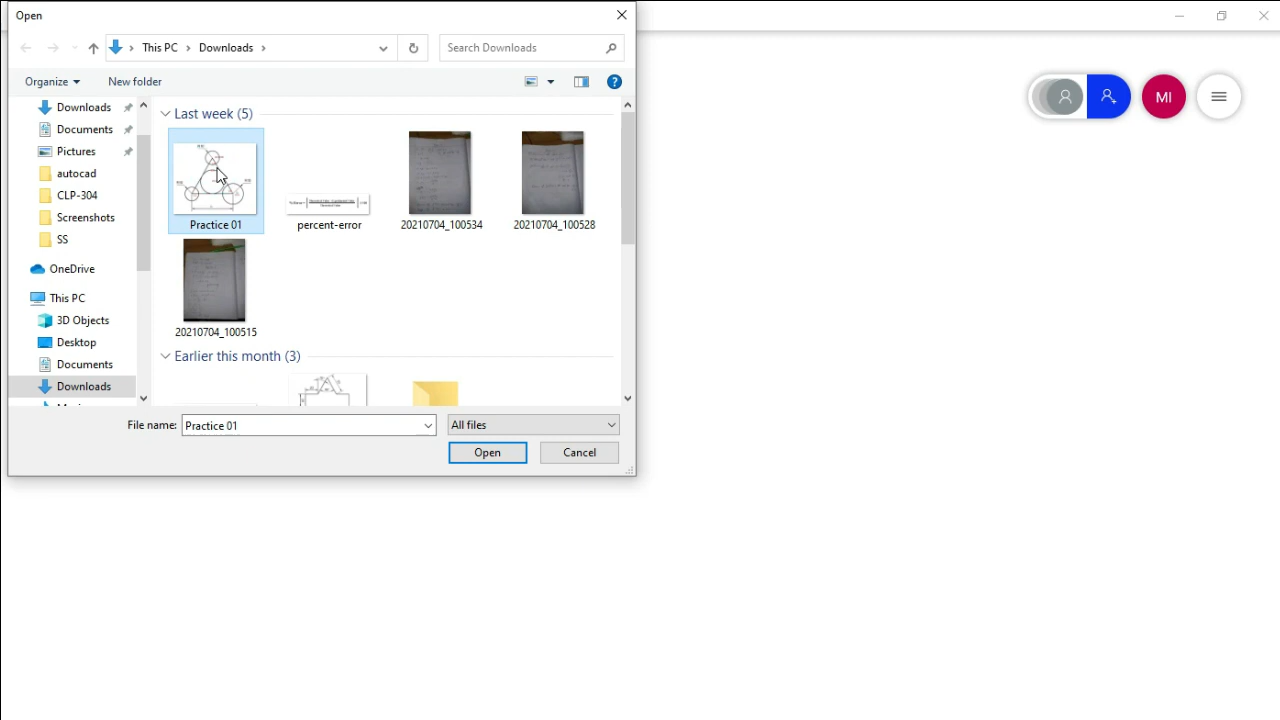 Open
This PC
Downloads
Search Downloads
Organize
New folder
Downloads
Documents
Pictures
autocad
CLP-304
Screenshots
SS
OneDrive
This PC
3D Objects
Desktop
Documents
Downloads
Last week (5)
Practice 01
percent-error
20210704_100534
20210704_100528
20210704_100515
Earlier this month (3)
File name:
Practice 01
All files
Open
Cancel
MI